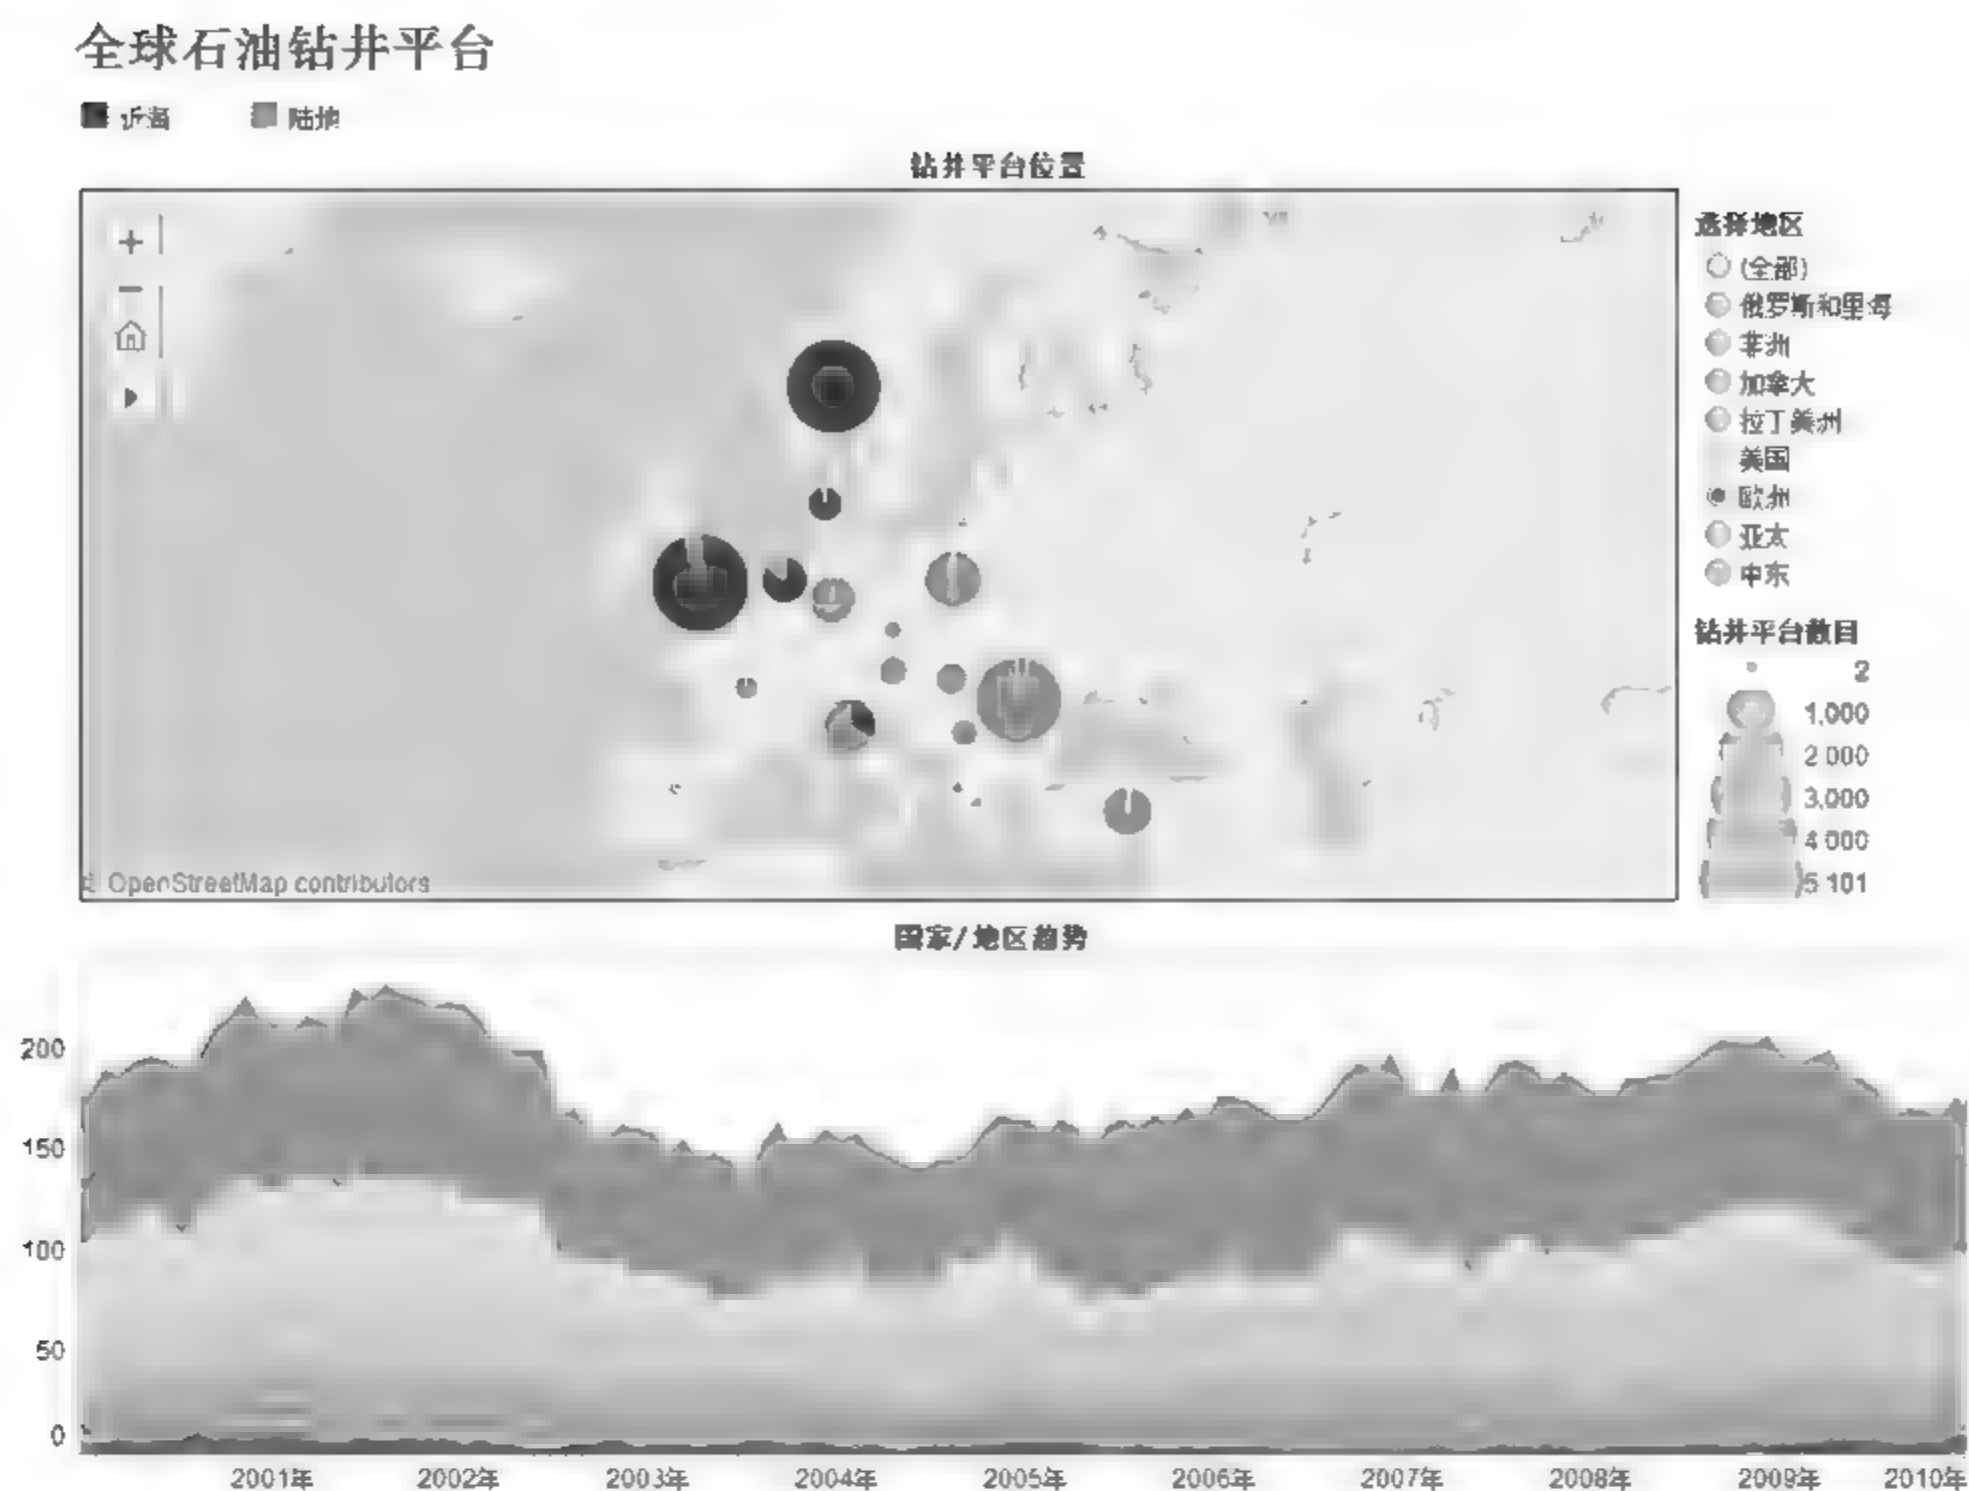 全球石油钻井平台
近海 陆地
钻井平台位置
选择地区
(全部)
俄罗斯和里海
非洲
加拿大
拉丁美洲
美国
欧洲
亚太
中东
钻井平台数目
2
1,000
2 000
3,000
4 000
5 101
OpenStreetMap contributors
国家/地区趋势
200
150
100
50
0
2001年 2002年 2003年 2004年 2005年 2006年 2007年 2008年 2009年 2010年